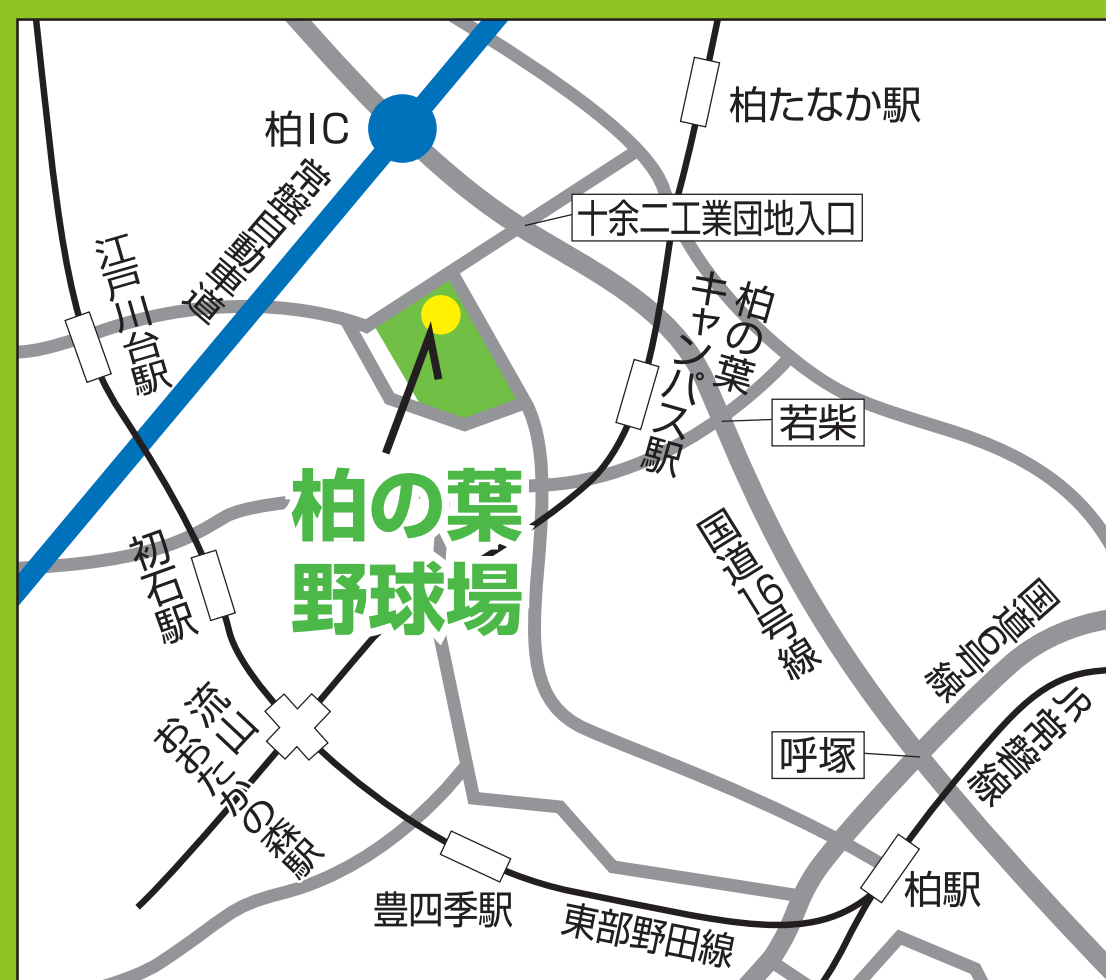 柏IC
柏たなか駅
常盤自動車道
十余二工業団地入口
江戸川台駅
柏の葉
キャンパス駅
若柴
柏の葉
野球場
初石駅
国道16号線
国道6号線
流山
おおたかの森駅
JR常磐線
呼塚
柏駅
豊四季駅
東部野田線